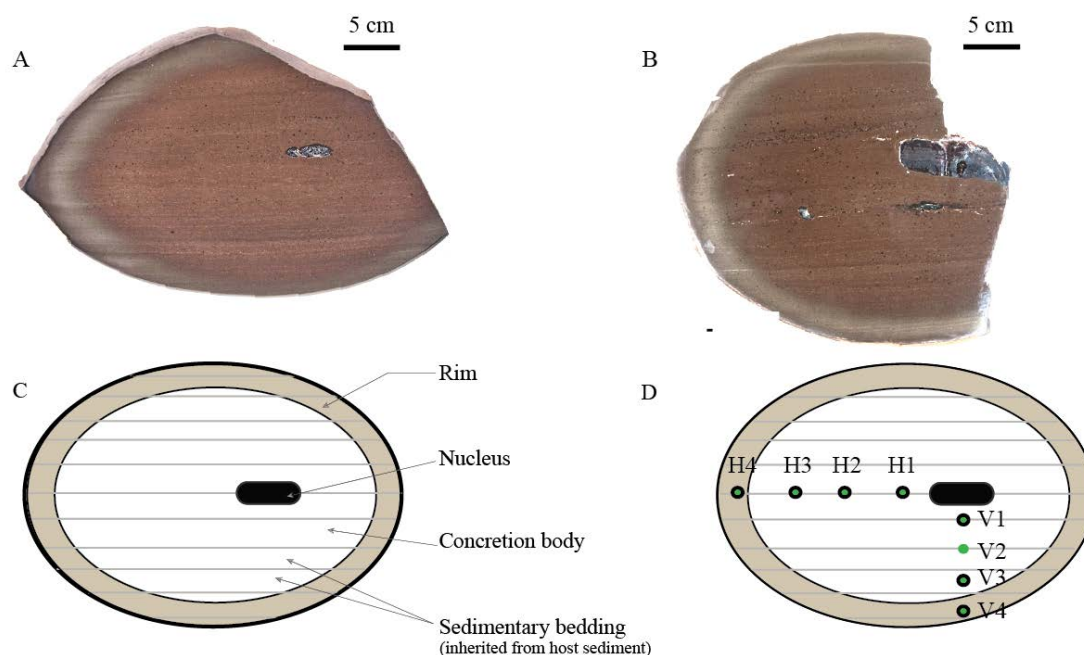 5 cm
5 cm
A
B
C
Rim
Nucleus
Concretion body
Sedimentary bedding
(inherited from host sediment)
D
H4 H3 H2 H1
V1
V2
V3
V4